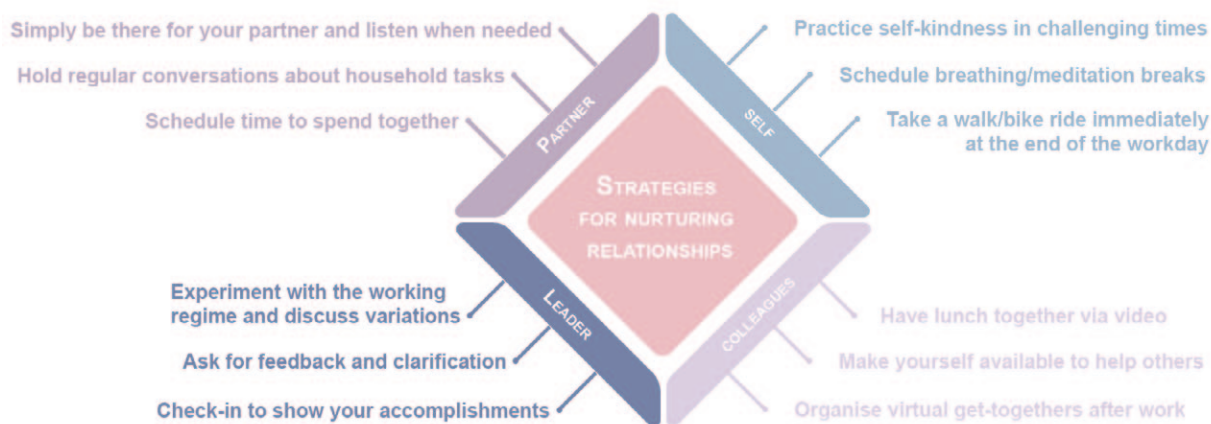 Simply be there for your partner and listen when needed
Hold regular conversations about household tasks
Schedule time to spend together
PARTNER
Practice self-kindness in challenging times
Schedule breathing/meditation breaks
Take a walk/bike ride immediately
at the end of the workday
SELF
STRATEGIES
FOR NURTURING
RELATIONSHIPS
Experiment with the working
regime and discuss variations
Ask for feedback and clarification
Check-in to show your accomplishments
LEADER
COLLEAGUES
Have lunch together via video
Make yourself available to help others
Organise virtual get-togethers after work